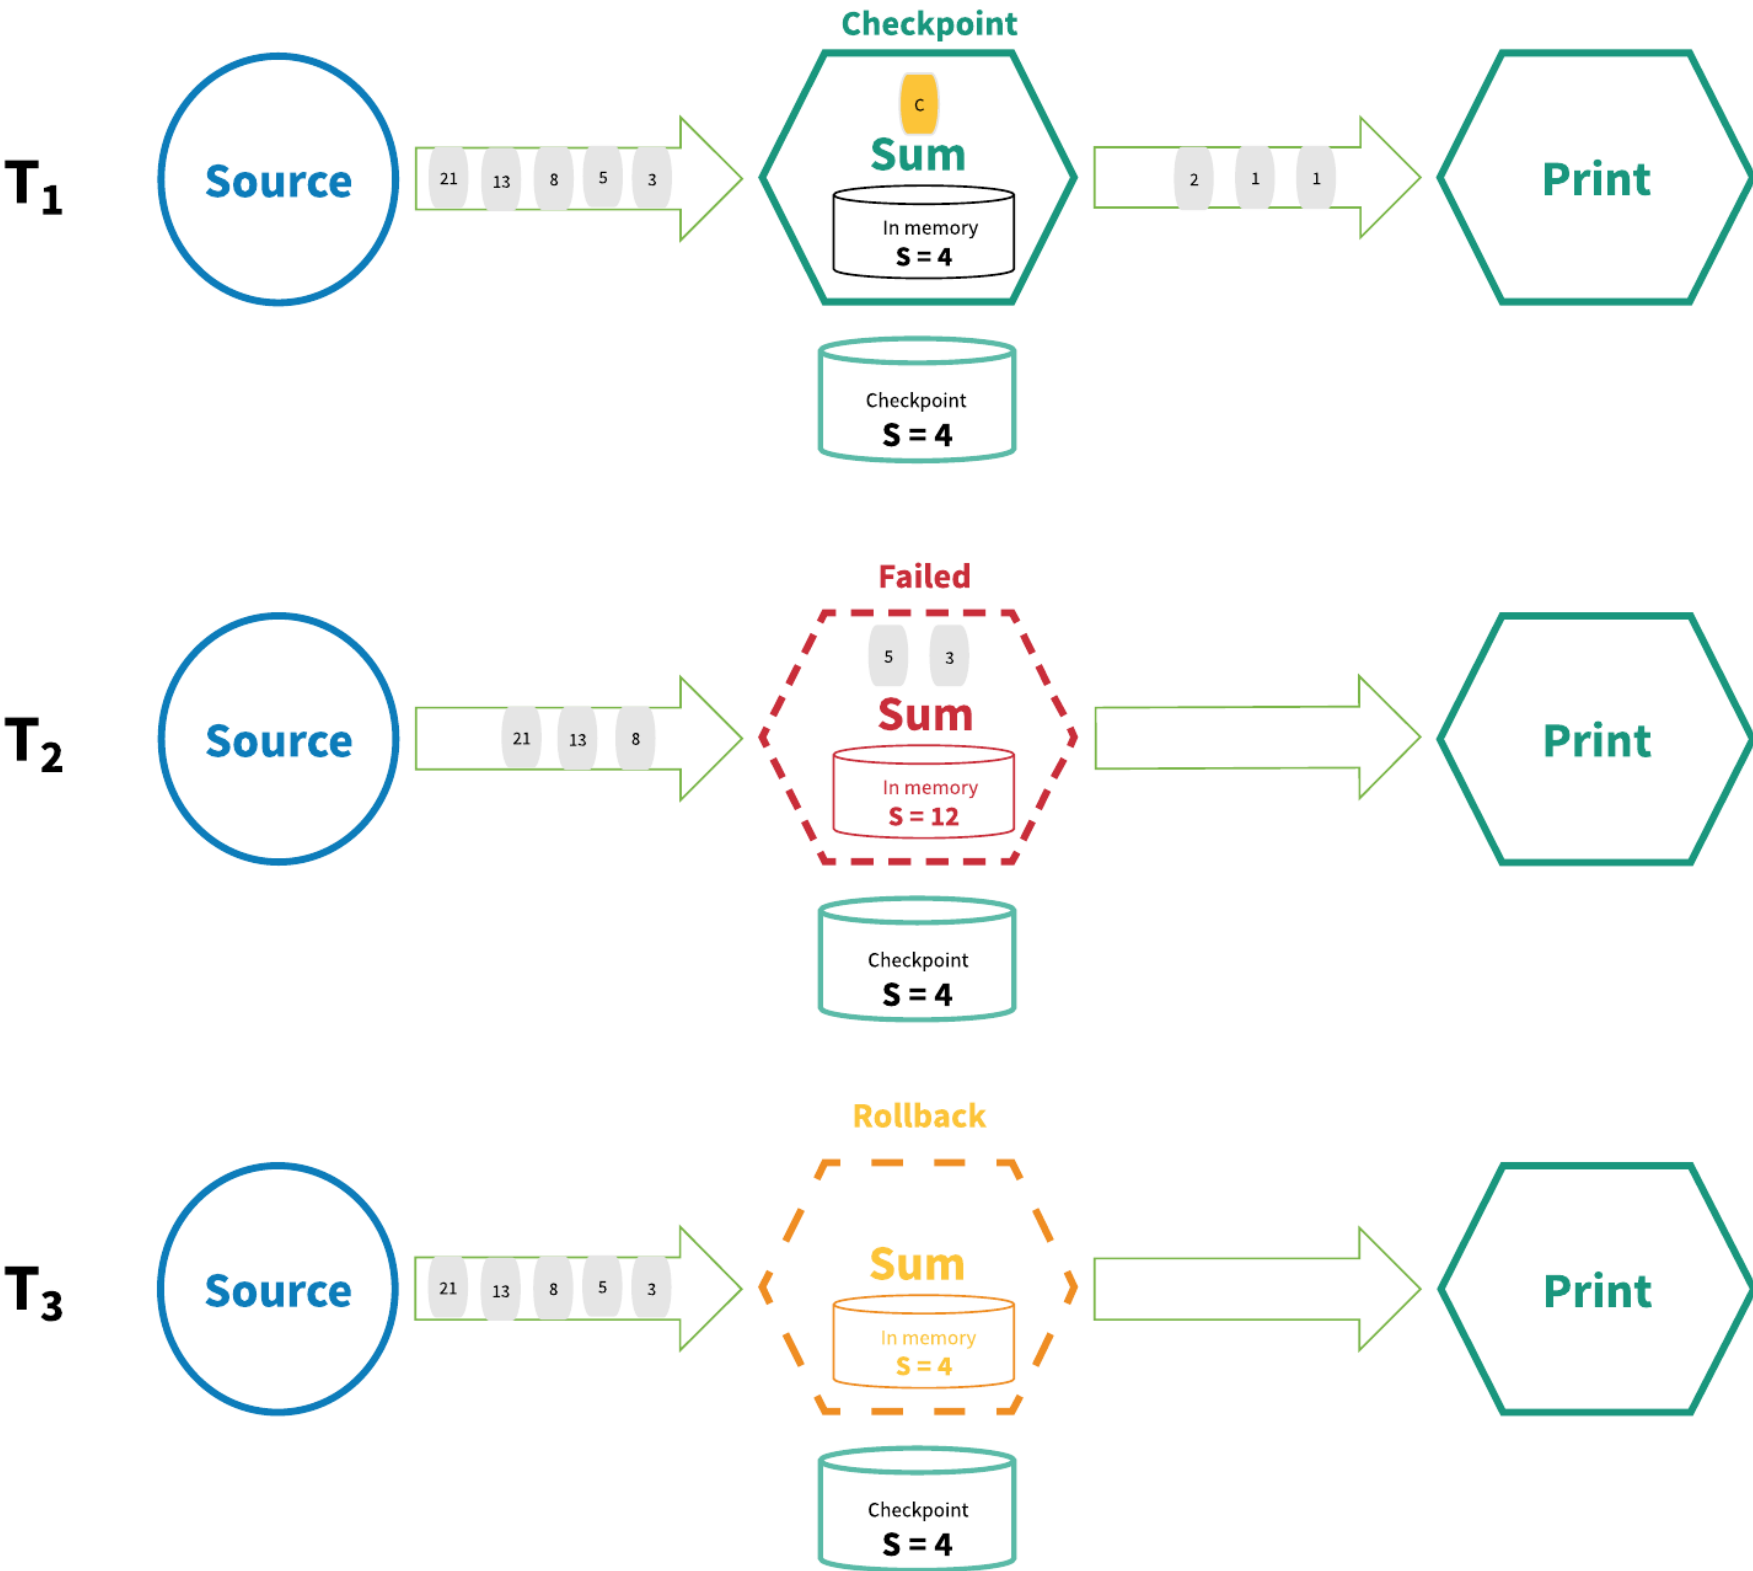 Checkpoint
T1
Source
21 13 8 5 3
C
Sum
In memory
S = 4
2 1 1
Print
Checkpoint
S = 4
Failed
T2
Source
21 13 8
5 3
Sum
In memory
S = 12
Print
Checkpoint
S = 4
Rollback
T3
Source
21 13 8 5 3
Sum
In memory
S = 4
Print
Checkpoint
S = 4